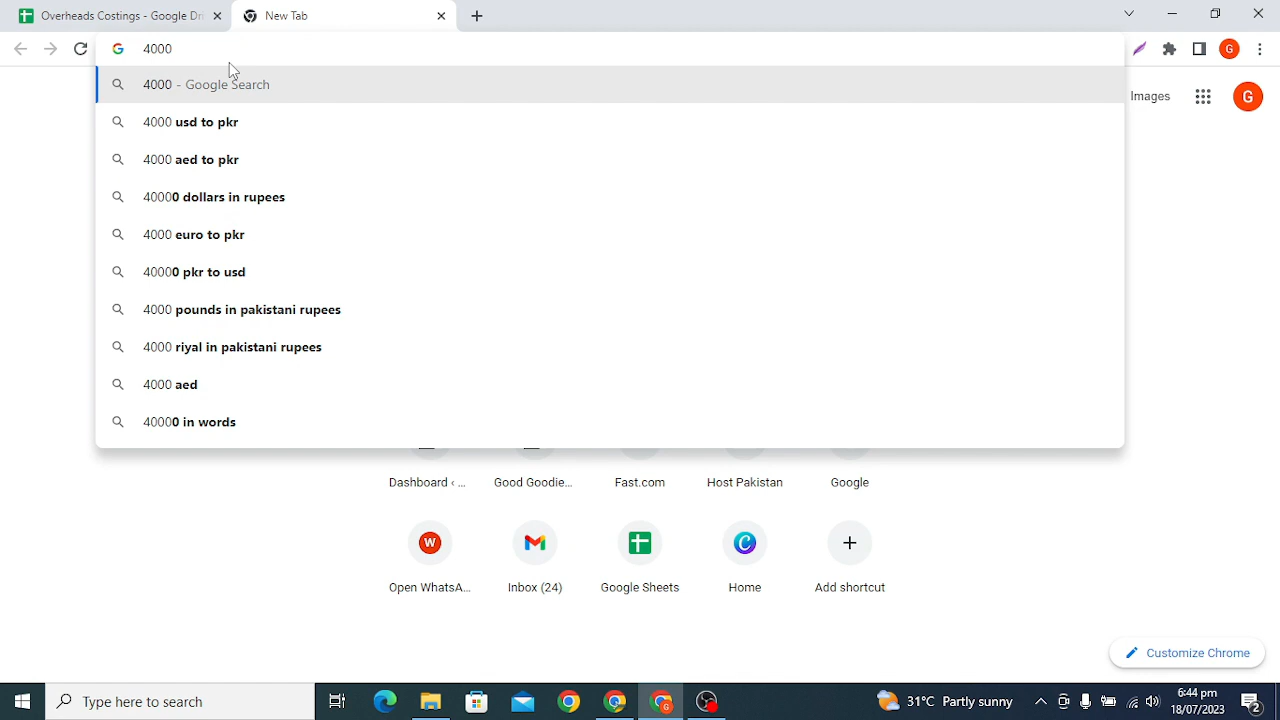 Overheads Costings - Google Dri
New Tab
4000
4000 - Google Search
4000 usd to pkr
4000 aed to pkr
40000 dollars in rupees
4000 euro to pkr
40000 pkr to usd
4000 pounds in pakistani rupees
4000 riyal in pakistani rupees
4000 aed
40000 in words
Images
G
G
Dashboard ‹ ...
Good Goodie...
Fast.com
Host Pakistan
Google
W
Open WhatsA...
Inbox (24)
Google Sheets
Home
Add shortcut
Customize Chrome
Type here to search
31°C Partly sunny
6:44 pm
18/07/2023
2